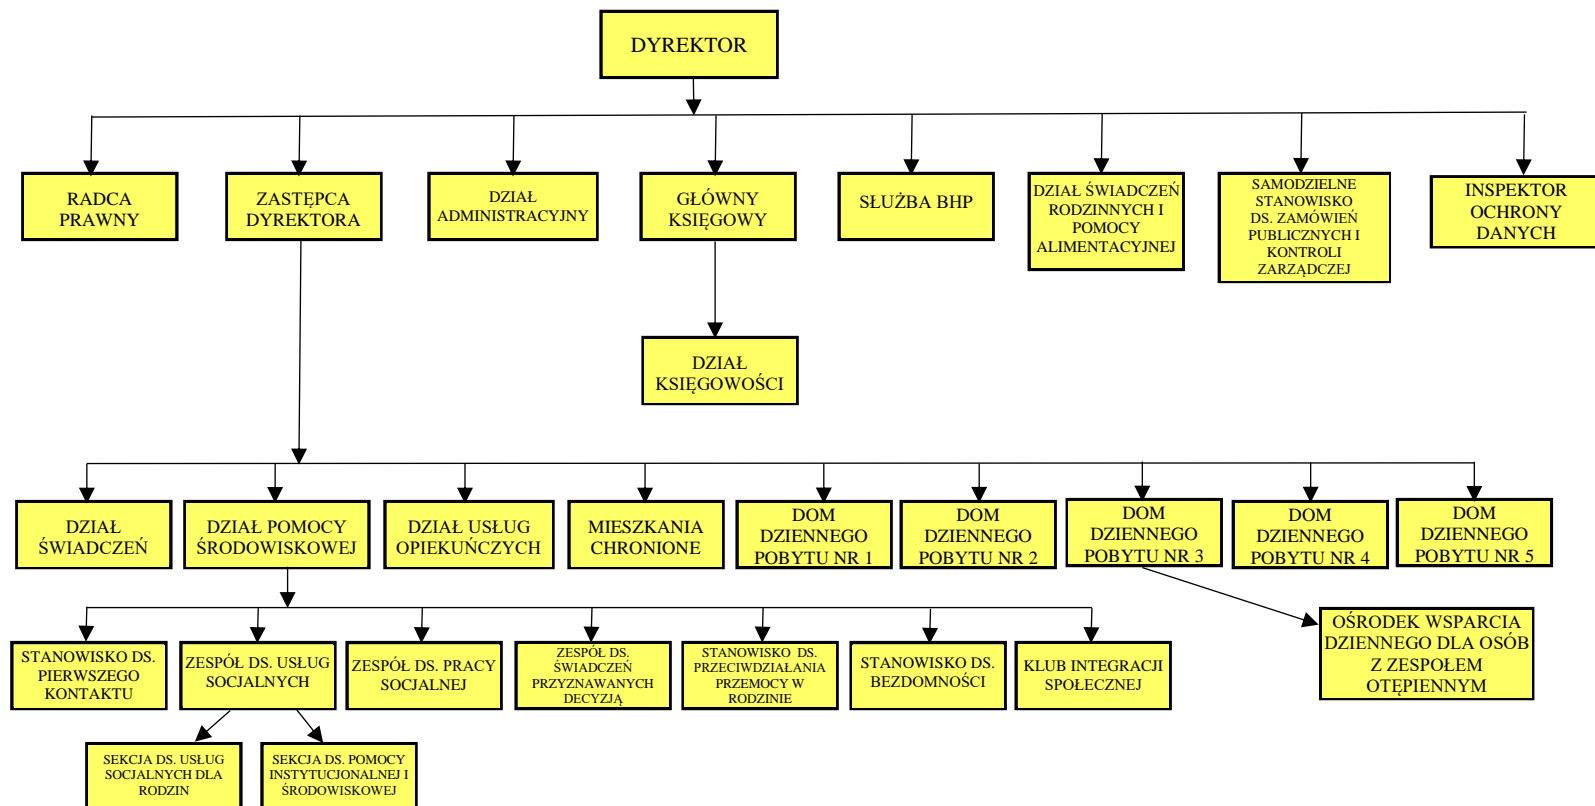 DYREKTOR
RADCA
PRAWNY
ZASTĘPCA
DYREKTORA
DZIAŁ
ADMINISTRACYJNY
GŁÓWNY
KSIĘGOWY
SŁUŻBA BHP
DZIAŁ ŚWIADCZEŃ
RODZINNYCH I
POMOCY
ALIMENTACYJNEJ
SAMODZIELNE
STANOWISKO
DS. ZAMÓWIEŃ
PUBLICZNYCH I
KONTROLI
ZARZĄDCZEJ
INSPEKTOR
OCHRONY
DANYCH
DZIAŁ
KSIĘGOWOŚCI
DZIAŁ
ŚWIADCZEŃ
DZIAŁ POMOCY
ŚRODOWISKOWEJ
DZIAŁ USŁUG
OPIEKUŃCZYCH
MIESZKANIA
CHRONIONE
DOM
DZIENNEGO
POBYTU NR 1
DOM
DZIENNEGO
POBYTU NR 2
DOM
DZIENNEGO
POBYTU NR 3
DOM
DZIENNEGO
POBYTU NR 4
DOM
DZIENNEGO
POBYTU NR 5
STANOWISKO DS.
PIERWSZEGO
KONTAKTU
ZESPÓŁ DS. USŁUG
SOCJALNYCH
ZESPÓŁ DS. PRACY
SOCJALNEJ
ZESPÓŁ DS.
ŚWIADCZEŃ
PRZYZNAWANYCH
DECYZJĄ
STANOWISKO DS.
PRZECIWDZIAŁANIA
PRZEMOCY W
RODZINIE
STANOWISKO DS.
BEZDOMNOŚCI
KLUB INTEGRACJI
SPOŁECZNEJ
OŚRODEK WSPARCIA
DZIENNEGO DLA OSÓB
Z ZESPOŁEM
OTĘPIENNYM
SEKCJA DS. USŁUG
SOCJALNYCH DLA
RODZIN
SEKCJA DS. POMOCY
INSTYTUCJONALNEJ I
ŚRODOWISKOWEJ